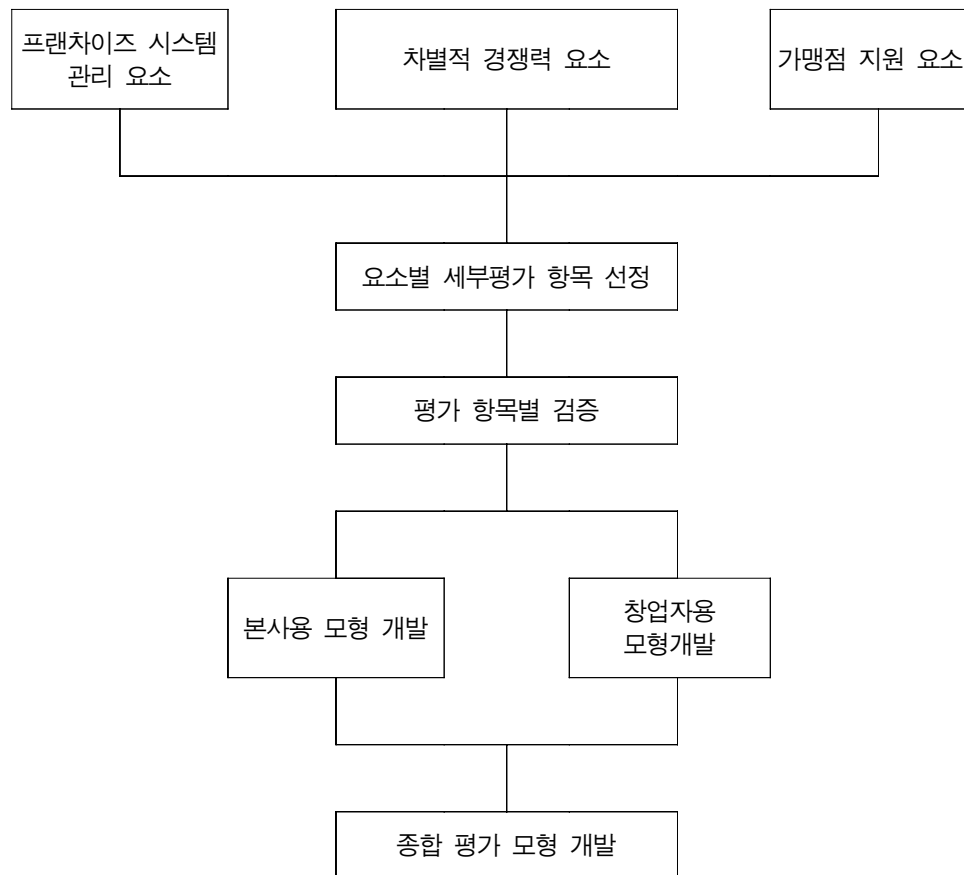 프랜차이즈 시스템
관리 요소
차별적 경쟁력 요소
가맹점 지원 요소
요소별 세부평가 항목 선정
평가 항목별 검증
본사용 모형 개발
창업자용
모형개발
종합 평가 모형 개발